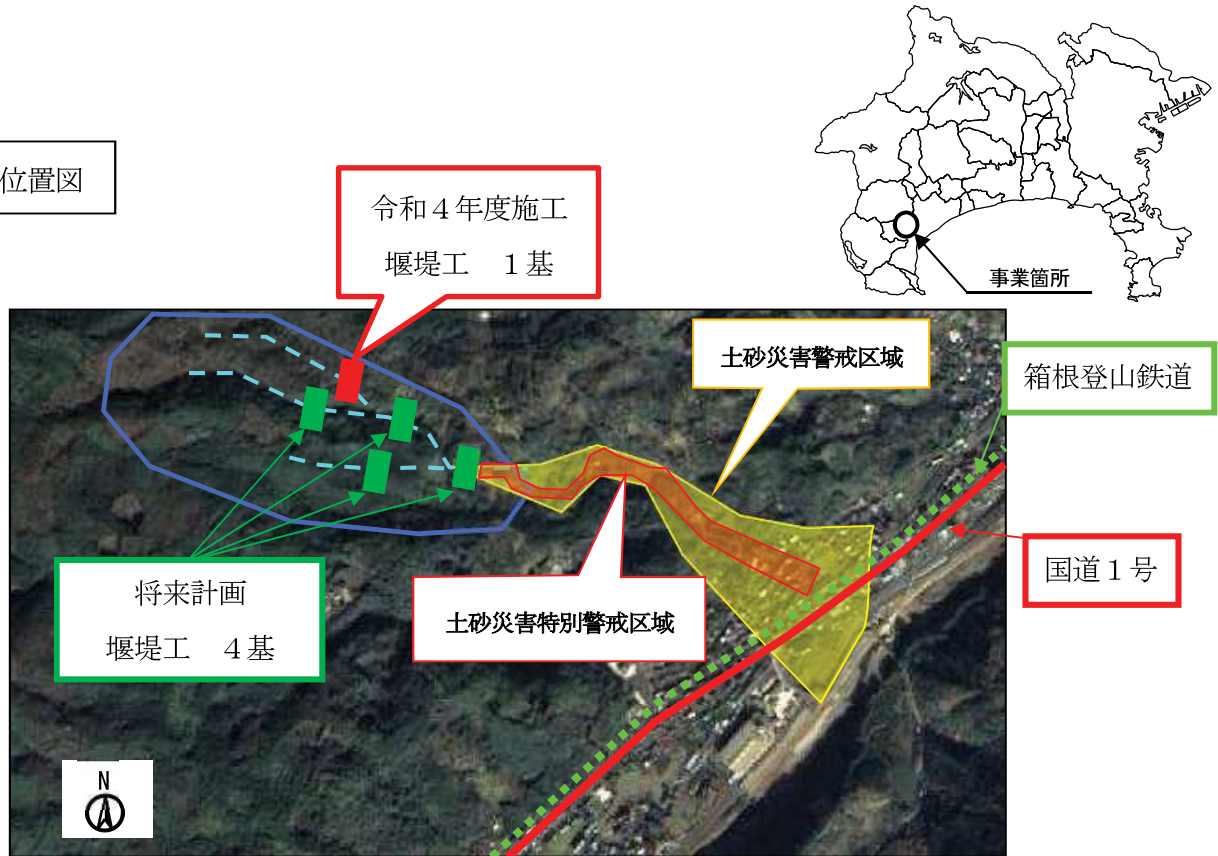 位置図
事業箇所
令和４年度施工
堰堤工　１基
土砂災害警戒区域
箱根登山鉄道
国道１号
将来計画
堰堤工　４基
土砂災害特別警戒区域
N